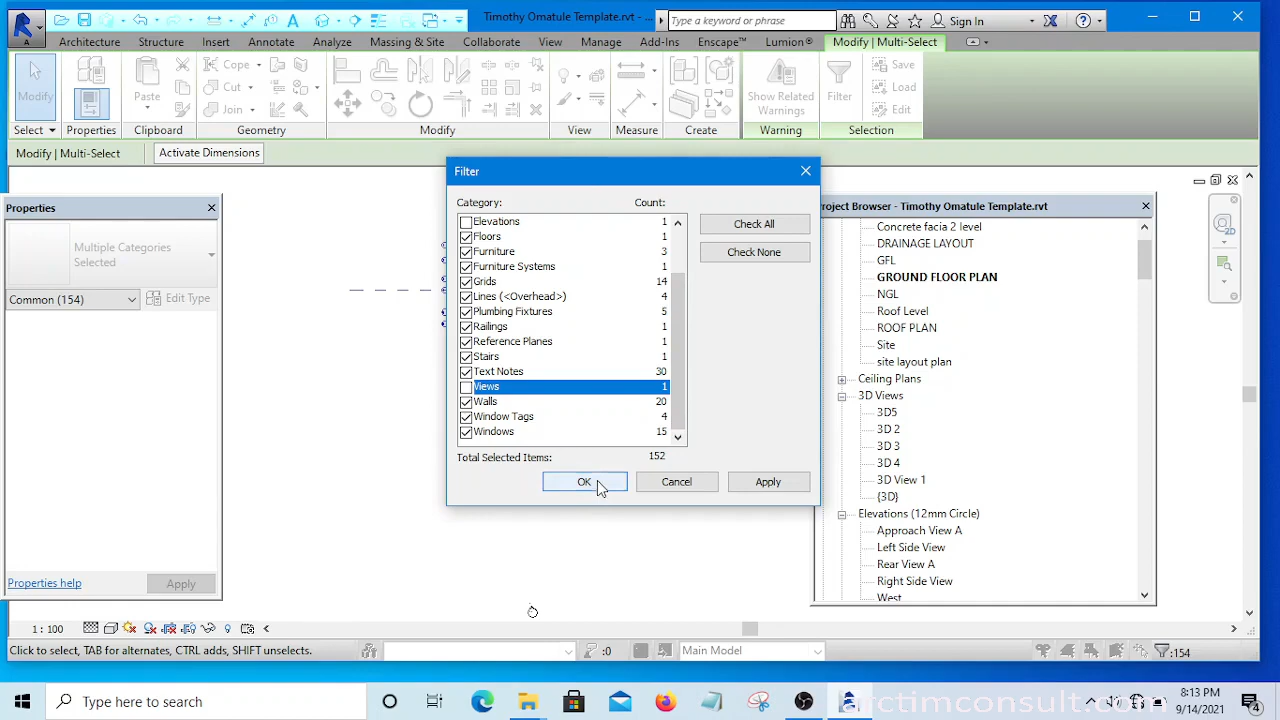 Timothy Omatule Template.rvt - ...
Type a keyword or phrase
Sign In
Architecture
Structure
Insert
Annotate
Analyze
Massing & Site
Collaborate
View
Manage
Add-Ins
Enscape™
Lumion®
Modify | Multi-Select
Modify
Paste
Cope
Cut
Join
Show Related
Warnings
Filter
Save
Load
Edit
Select
Properties
Clipboard
Geometry
Modify
View
Measure
Create
Warning
Selection
Modify | Multi-Select
Activate Dimensions
Properties
Multiple Categories
Selected
Common (154)
Edit Type
Properties help
Apply
Filter
Category:
Count:
Elevations 1
Floors 1
Furniture 3
Furniture Systems 1
Grids 14
Lines (<Overhead>) 4
Plumbing Fixtures 5
Railings 1
Reference Planes 1
Stairs 1
Text Notes 30
Views 1
Walls 20
Window Tags 4
Windows 15
Total Selected Items: 152
Check All
Check None
OK
Cancel
Apply
roject Browser - Timothy Omatule Template.rvt
Concrete facia 2 level
DRAINAGE LAYOUT
GFL
GROUND FLOOR PLAN
NGL
Roof Level
ROOF PLAN
Site
site layout plan
Ceiling Plans
3D Views
3D5
3D 2
3D 3
3D 4
3D View 1
{3D}
Elevations (12mm Circle)
Approach View A
Left Side View
Rear View A
Right Side View
West
1 : 100
Click to select, TAB for alternates, CTRL adds, SHIFT unselects.
:0
Main Model
:154
Type here to search
arctimconsult.com
8:13 PM
9/14/2021
4